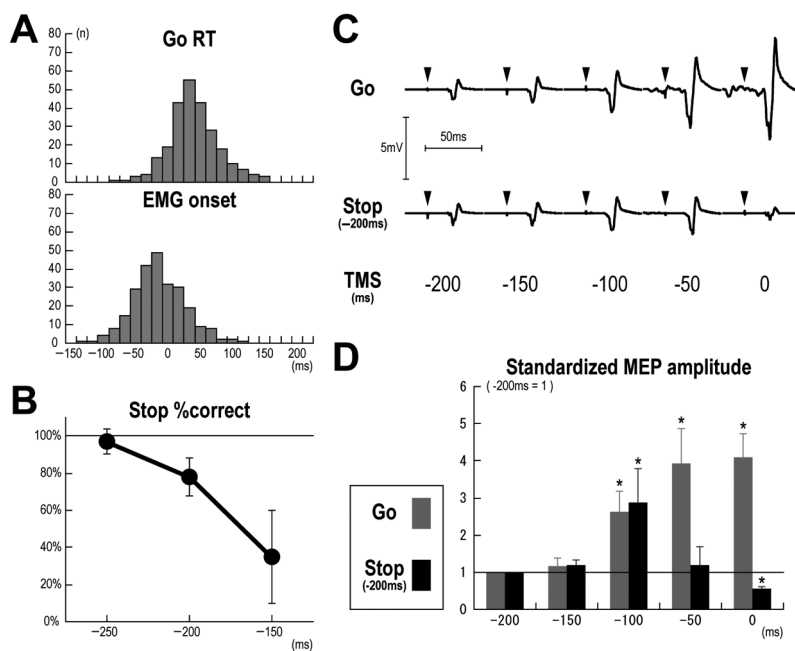 A
(n)
Go RT
80
70
60
50
40
30
20
10
0
EMG onset
80
70
60
50
40
30
20
10
0
−150 −100 −50 0 50 100 150 200
(ms)
B
Stop %correct
100%
80%
60%
40%
20%
0%
−250 −200 −150 (ms)
C
Go
5mV
50ms
Stop
(−200ms)
TMS
(ms)
-200 -150 -100 -50 0
D
Standardized MEP amplitude
( -200ms = 1 )
6
5
4
3
2
1
0
* * * * *
Go
Stop
(-200ms)
−200 −150 −100 −50 0 (ms)